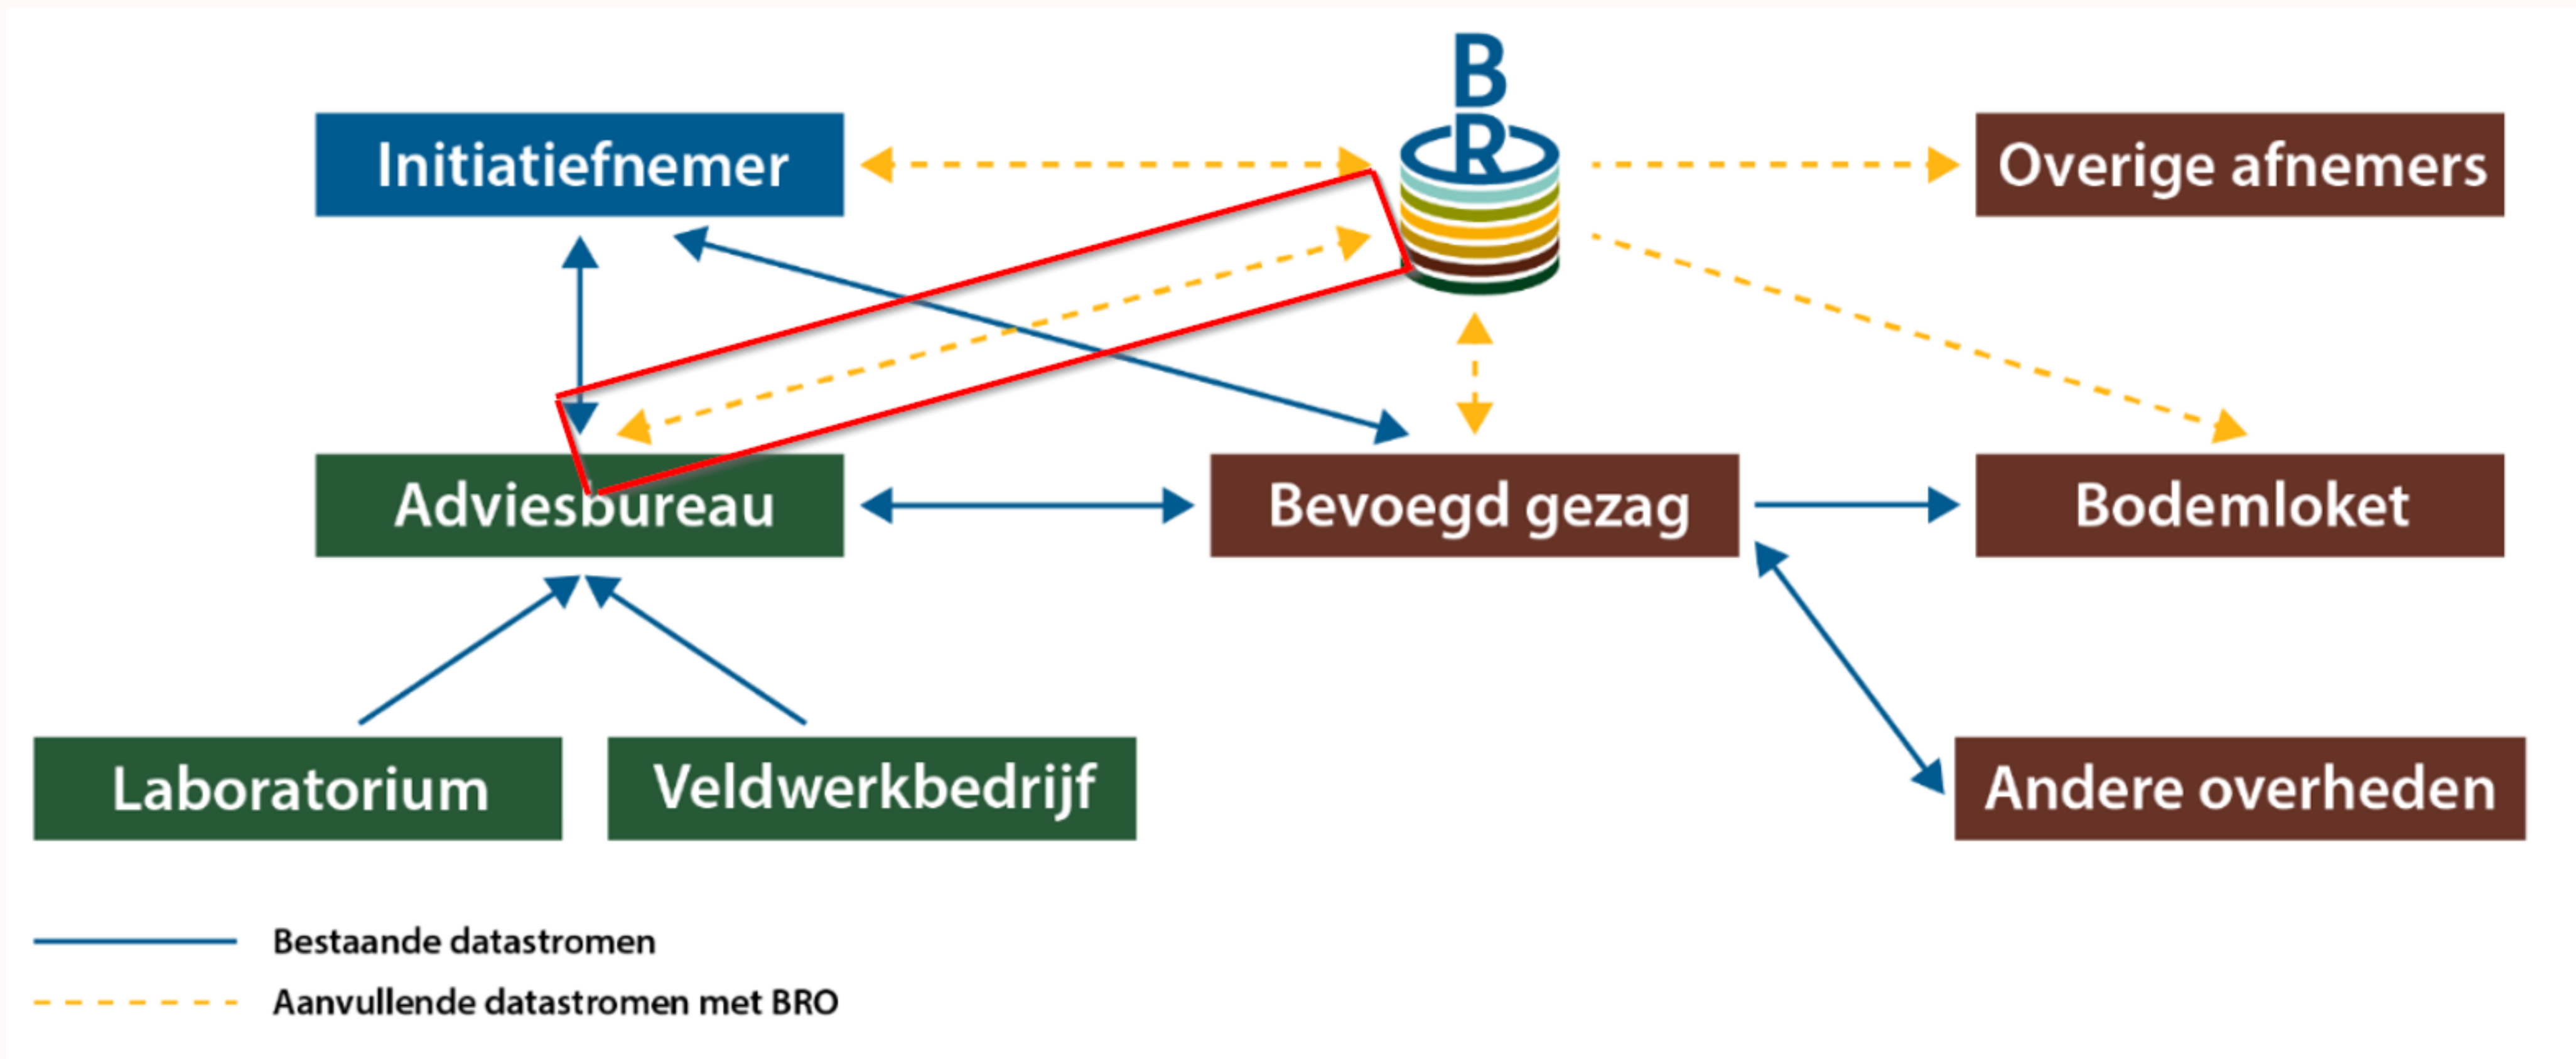 B
R
Initiatiefnemer
Overige afnemers
Adviesbureau
Bevoegd gezag
Bodemloket
Laboratorium
Veldwerkbedrijf
Andere overheden
Bestaande datastromen
Aanvullende datastromen met BRO